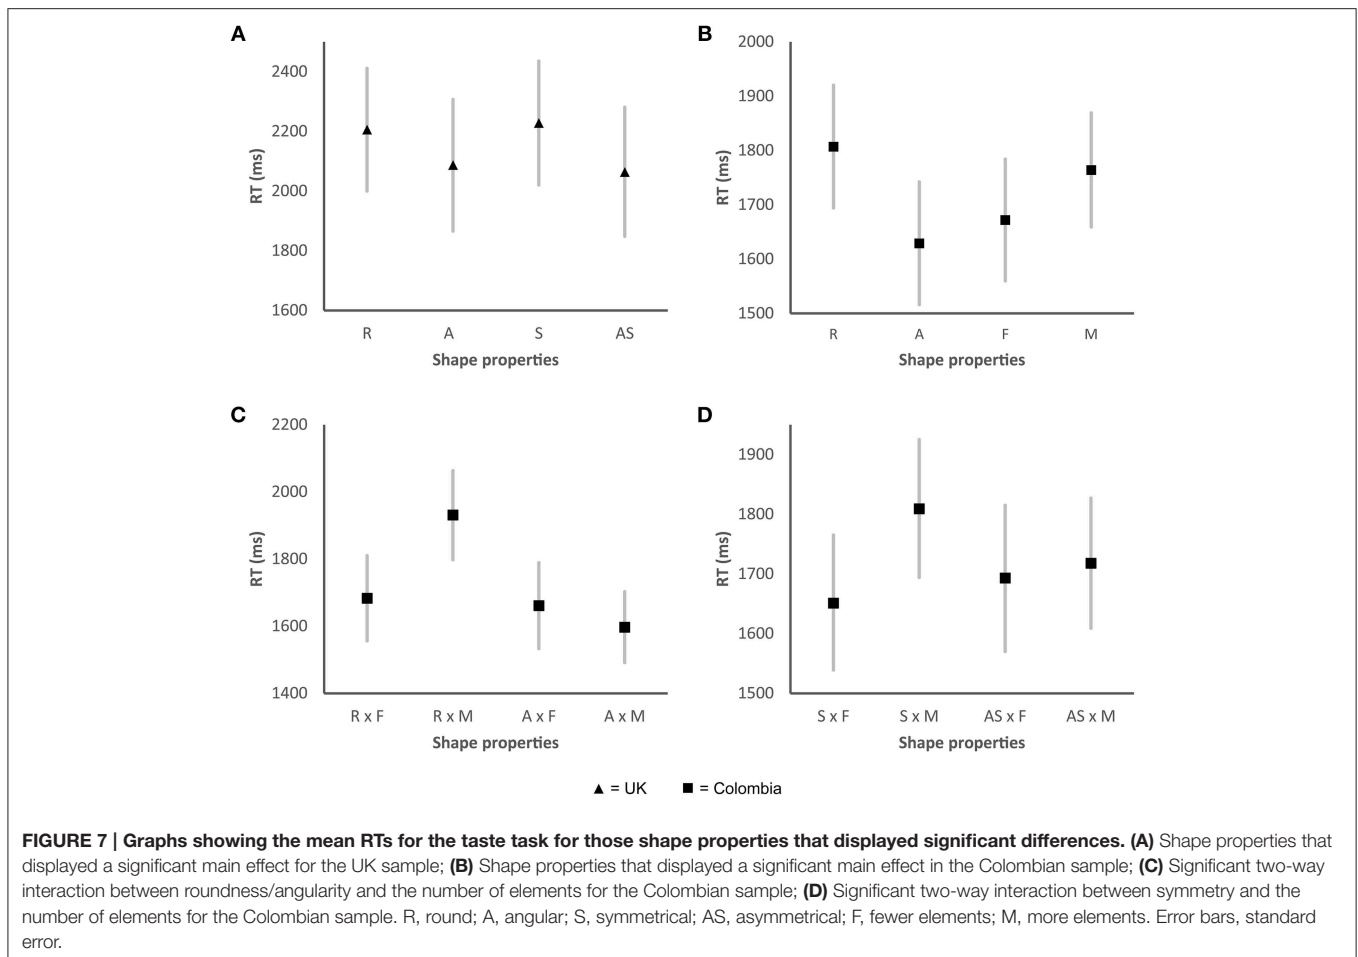 A
2400
2200
2000
1800
1600
RT (ms)
R A S AS
Shape properties
B
2000
1900
1800
1700
1600
1500
RT (ms)
R A F M
Shape properties
C
2200
2000
1800
1600
1400
RT (ms)
R x F R x M A x F A x M
Shape properties
D
1900
1800
1700
1600
1500
RT (ms)
S x F S x M AS x F AS x M
Shape properties
▲ = UK ■ = Colombia
FIGURE 7 | Graphs showing the mean RTs for the taste task for those shape properties that displayed significant differences. (A) Shape properties that
displayed a significant main effect for the UK sample; (B) Shape properties that displayed a significant main effect in the Colombian sample; (C) Significant two-way
interaction between roundness/angularity and the number of elements for the Colombian sample; (D) Significant two-way interaction between symmetry and the
number of elements for the Colombian sample. R, round; A, angular; S, symmetrical; AS, asymmetrical; F, fewer elements; M, more elements. Error bars, standard
error.